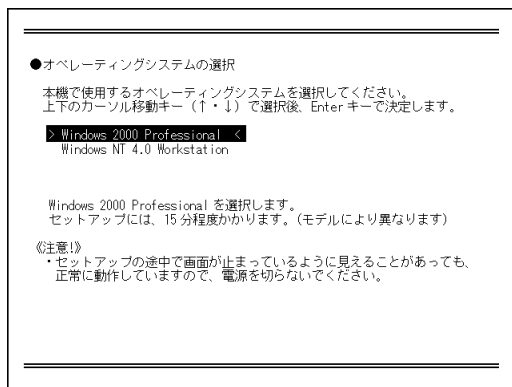 ●オペレーティングシステムの選択
本機で使用するオペレーティングシステムを選択してください。
上下のカーソル移動キー（↑・↓）で選択後、Enter キーで決定します。
> Windows 2000 Professional <
Windows NT 4.0 Workstation
Windows 2000 Professional を選択します。
セットアップには、15 分程度かかります。(モデルにより異なります)
《注意!》
・セットアップの途中で画面が止まっているように見えることがあっても、
正常に動作していますので、電源を切らないでください。